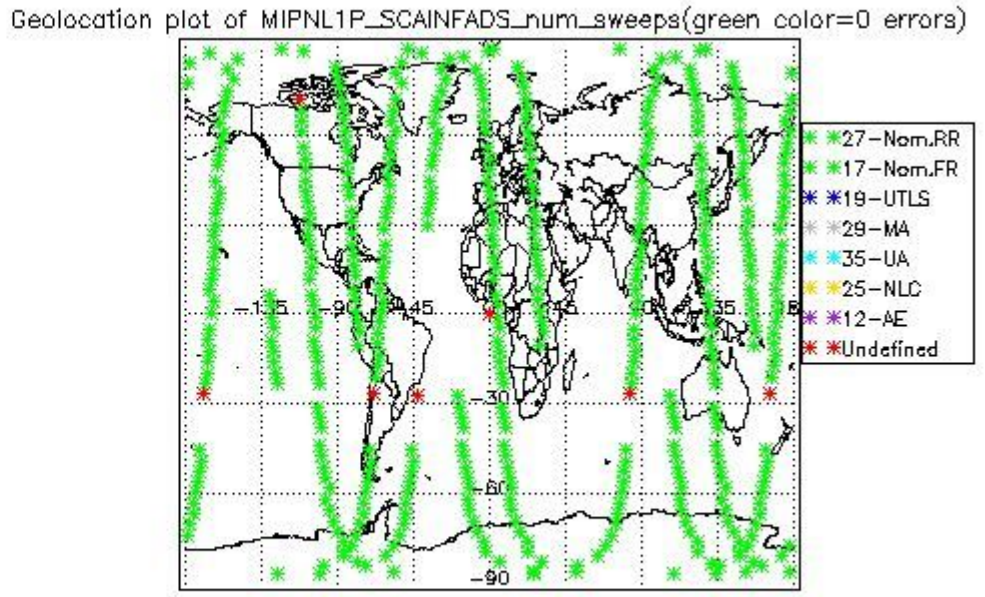 Geolocation plot of MIPNL1P_SCAINFADS_num_sweeps(green color=0 errors)
27-Nom.RR
17-Nom.FR
19-UTLS
29-MA
35-UA
25-NLC
12-AE
Undefined
-135 -90 -45 45
-30
-60
-90